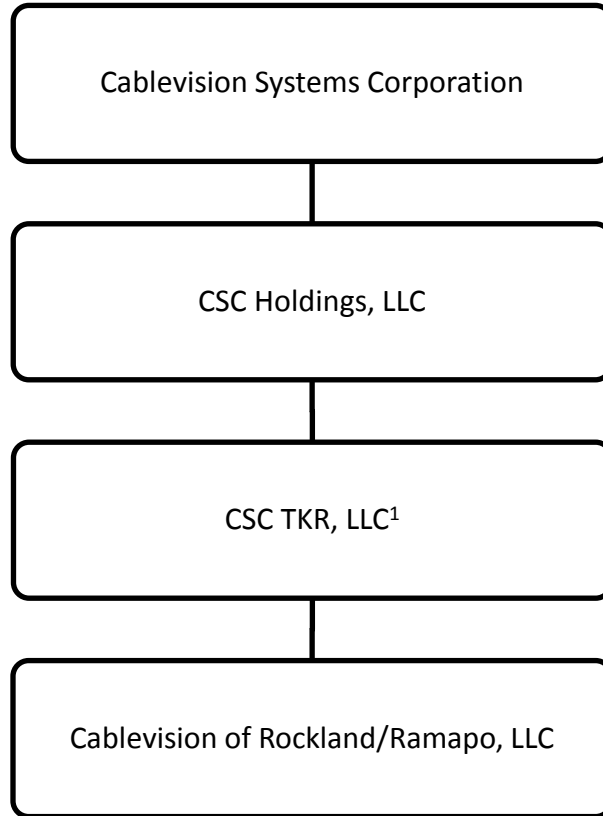 Cablevision Systems Corporation
CSC Holdings, LLC
CSC TKR, LLC¹
Cablevision of Rockland/Ramapo, LLC